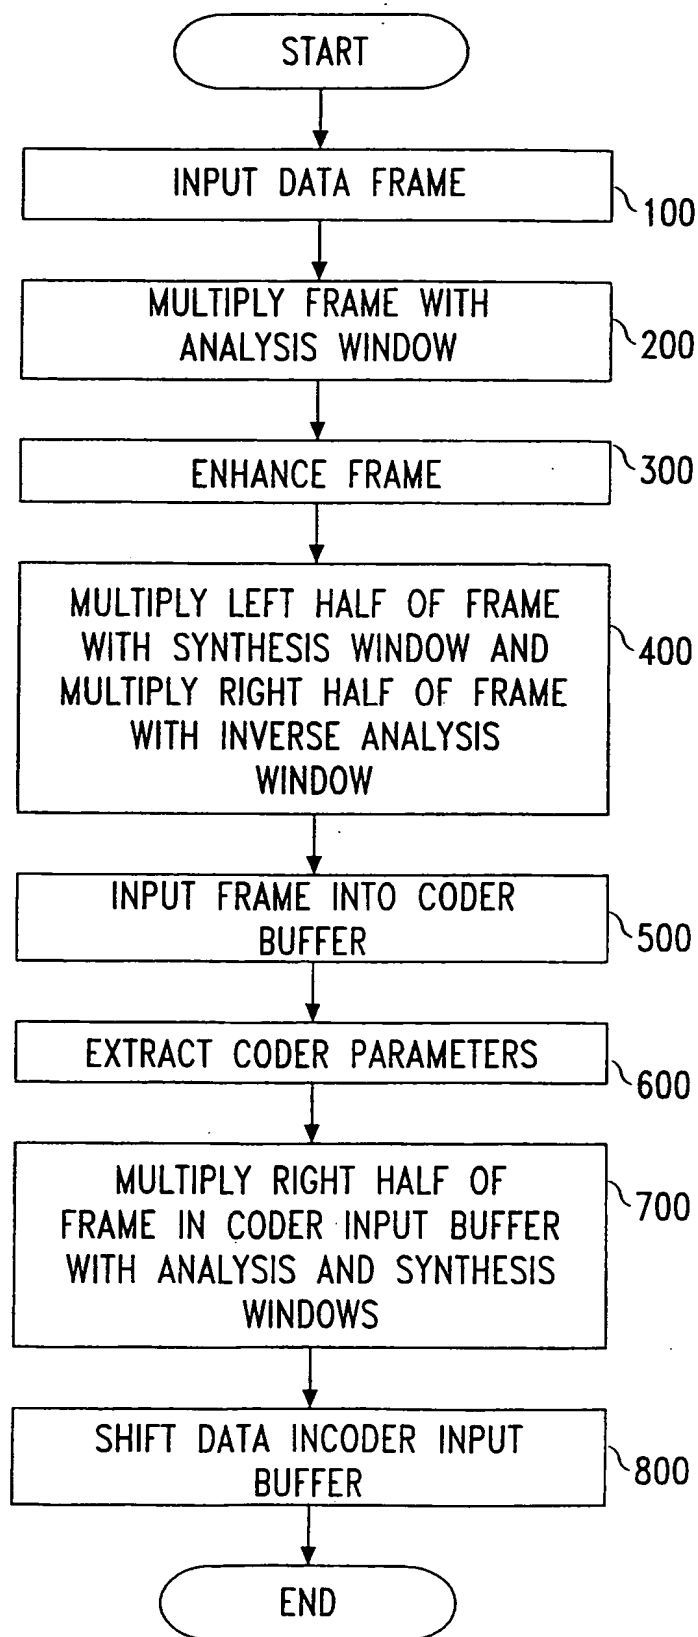 START
INPUT DATA FRAME
100
MULTIPLY FRAME WITH
ANALYSIS WINDOW
200
ENHANCE FRAME
300
MULTIPLY LEFT HALF OF FRAME
WITH SYNTHESIS WINDOW AND
MULTIPLY RIGHT HALF OF FRAME
WITH INVERSE ANALYSIS
WINDOW
400
INPUT FRAME INTO CODER
BUFFER
500
EXTRACT CODER PARAMETERS
600
MULTIPLY RIGHT HALF OF
FRAME IN CODER INPUT BUFFER
WITH ANALYSIS AND SYNTHESIS
WINDOWS
700
SHIFT DATA INCODER INPUT
BUFFER
800
END